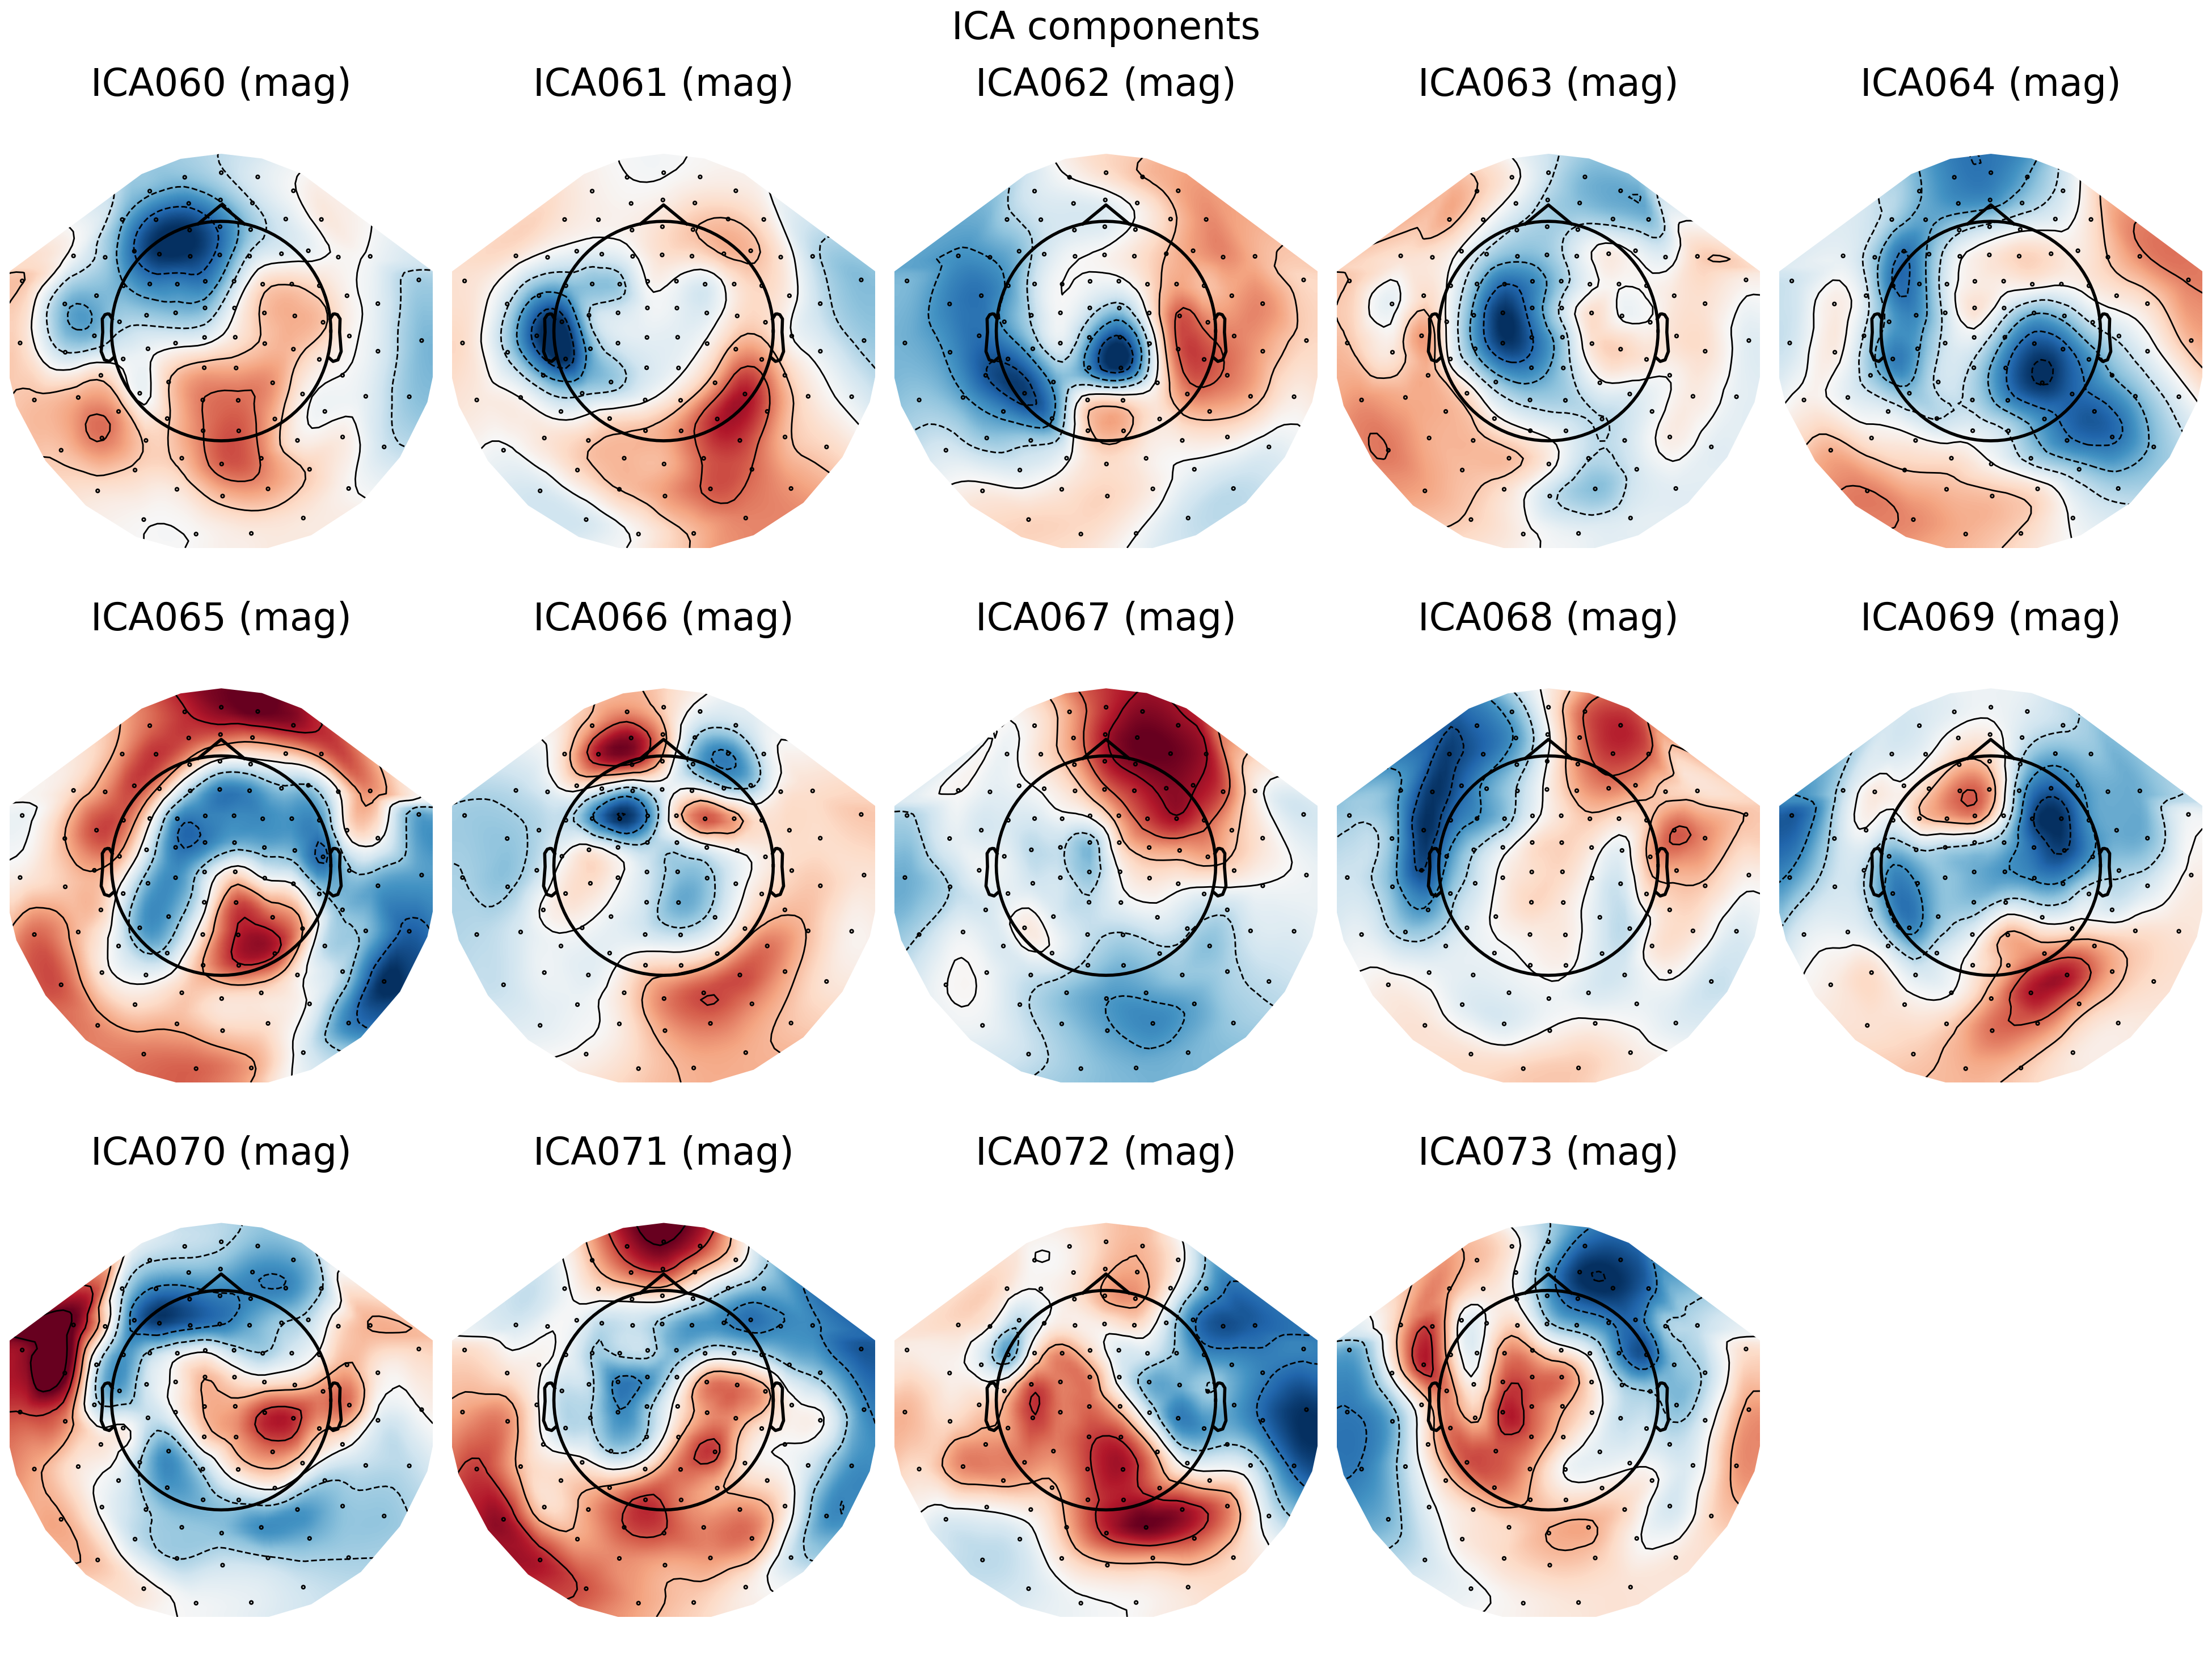 ICA components
ICA060 (mag)
ICA061 (mag)
ICA062 (mag)
ICA063 (mag)
ICA064 (mag)
ICA065 (mag)
ICA066 (mag)
ICA067 (mag)
ICA068 (mag)
ICA069 (mag)
ICA070 (mag)
ICA071 (mag)
ICA072 (mag)
ICA073 (mag)